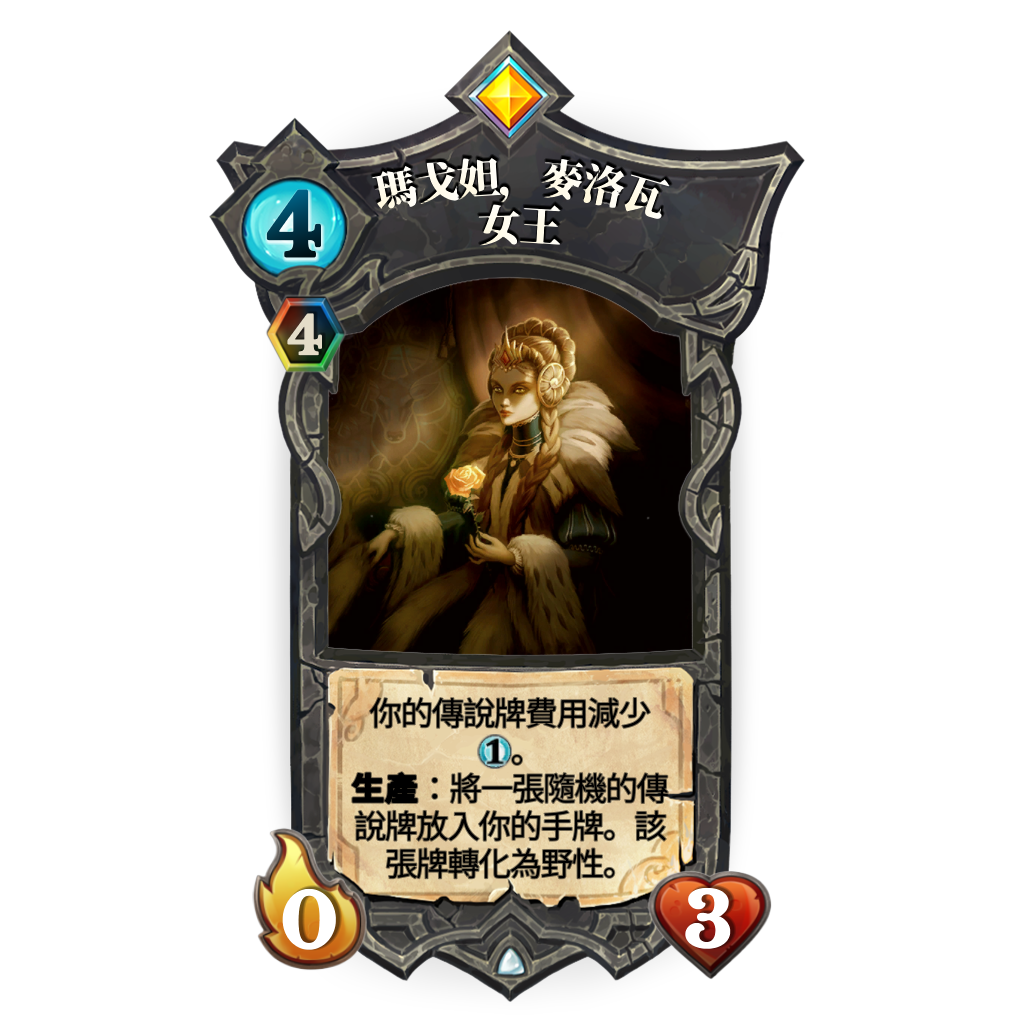 瑪戈妲，麥洛瓦
女王
4
4
你的傳說牌費用減少
1。
生產：將一張隨機的傳
說牌放入你的手牌。該
張牌轉化為野性。
0
3